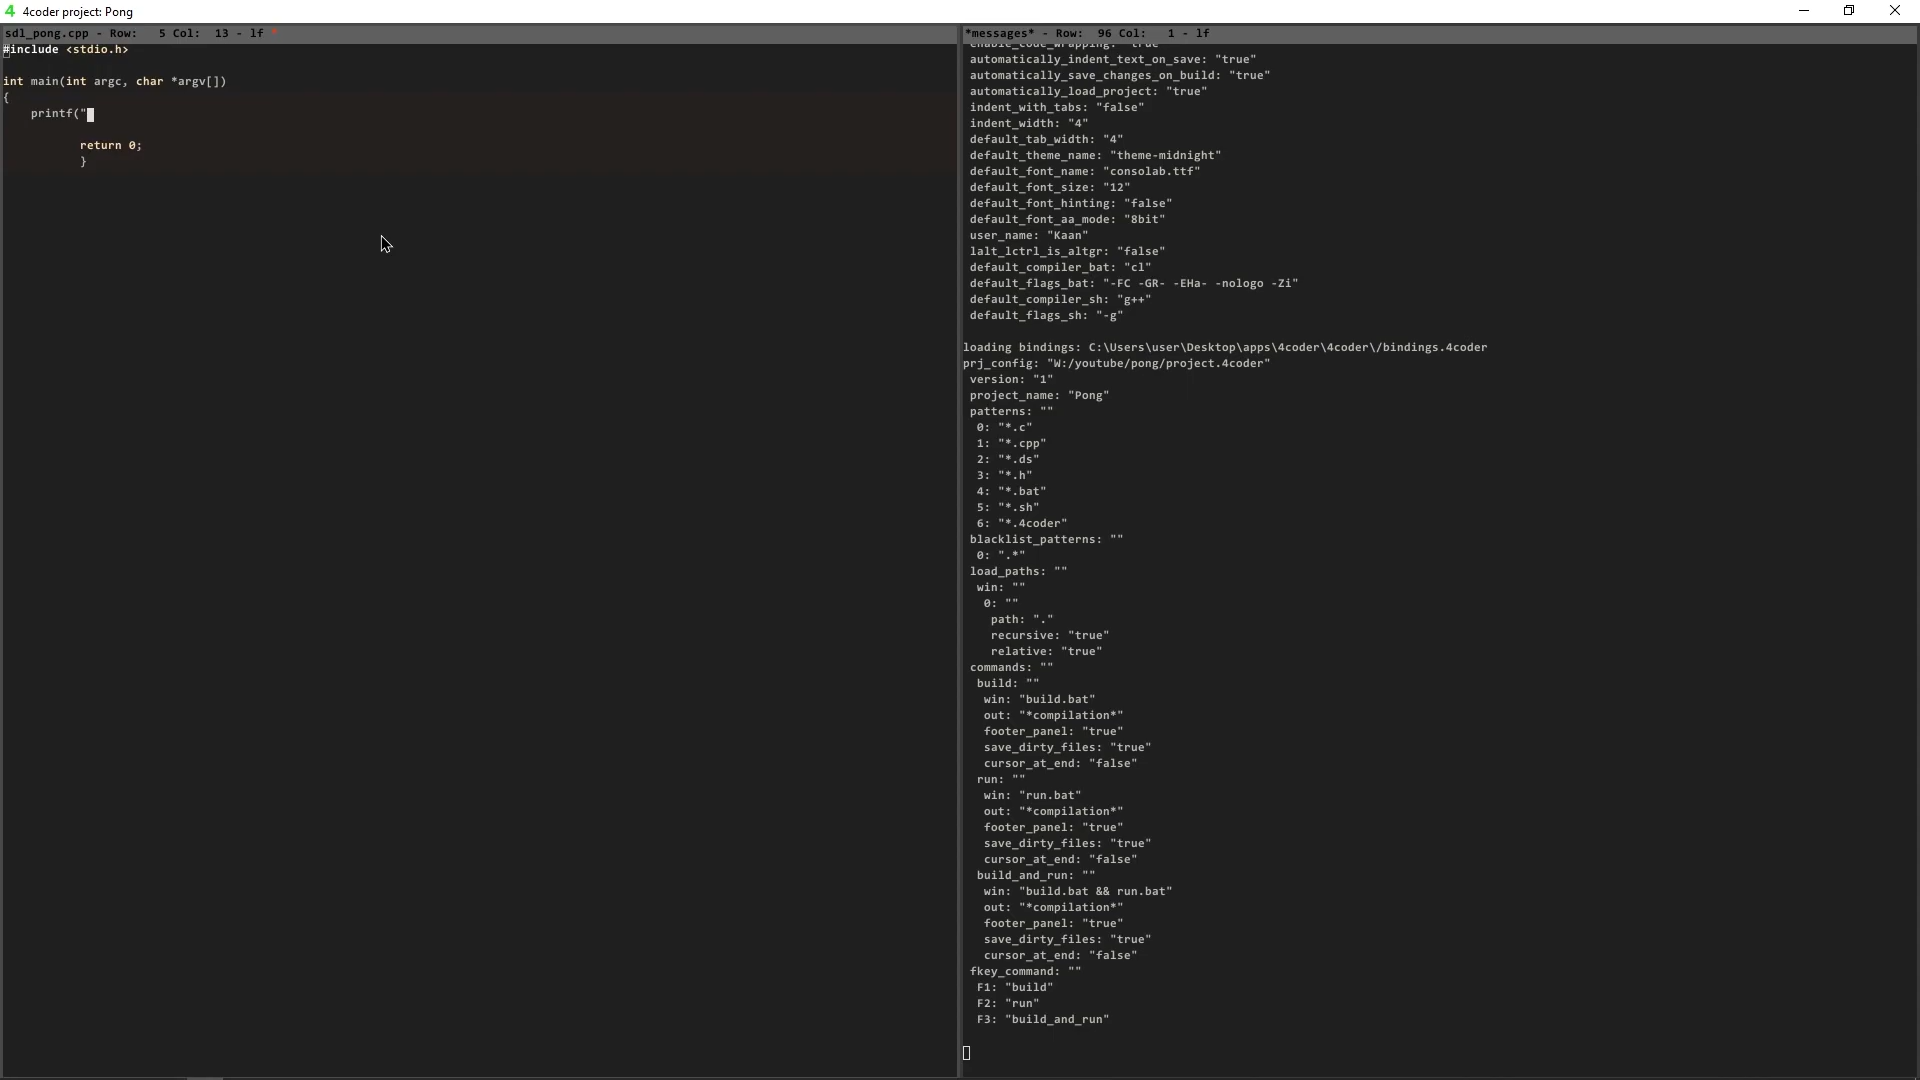 4 4coder project: Pong
sdl_pong.cpp - Row:   5 Col:  13 - lf *
#include <stdio.h>

int main(int argc, char *argv[])
{
    printf("

           return 0;
           }
*messages* - Row:  96 Col:   1 - lf
enable_code_wrapping: "true"
automatically_indent_text_on_save: "true"
automatically_save_changes_on_build: "true"
automatically_load_project: "true"
indent_with_tabs: "false"
indent_width: "4"
default_tab_width: "4"
default_theme_name: "theme-midnight"
default_font_name: "consolab.ttf"
default_font_size: "12"
default_font_hinting: "false"
default_font_aa_mode: "8bit"
user_name: "Kaan"
lalt_lctrl_is_altgr: "false"
default_compiler_bat: "cl"
default_flags_bat: "-FC -GR- -EHa- -nologo -Zi"
default_compiler_sh: "g++"
default_flags_sh: "-g"

loading bindings: C:\Users\user\Desktop\apps\4coder\4coder\/bindings.4coder
prj_config: "W:/youtube/pong/project.4coder"
 version: "1"
 project_name: "Pong"
 patterns: ""
  0: "*.c"
  1: "*.cpp"
  2: "*.ds"
  3: "*.h"
  4: "*.bat"
  5: "*.sh"
  6: "*.4coder"
 blacklist_patterns: ""
  0: ".*"
 load_paths: ""
  win: ""
   0: ""
    path: "."
    recursive: "true"
    relative: "true"
 commands: ""
  build: ""
   win: "build.bat"
   out: "*compilation*"
   footer_panel: "true"
   save_dirty_files: "true"
   cursor_at_end: "false"
  run: ""
   win: "run.bat"
   out: "*compilation*"
   footer_panel: "true"
   save_dirty_files: "true"
   cursor_at_end: "false"
  build_and_run: ""
   win: "build.bat && run.bat"
   out: "*compilation*"
   footer_panel: "true"
   save_dirty_files: "true"
   cursor_at_end: "false"
 fkey_command: ""
  F1: "build"
  F2: "run"
  F3: "build_and_run"